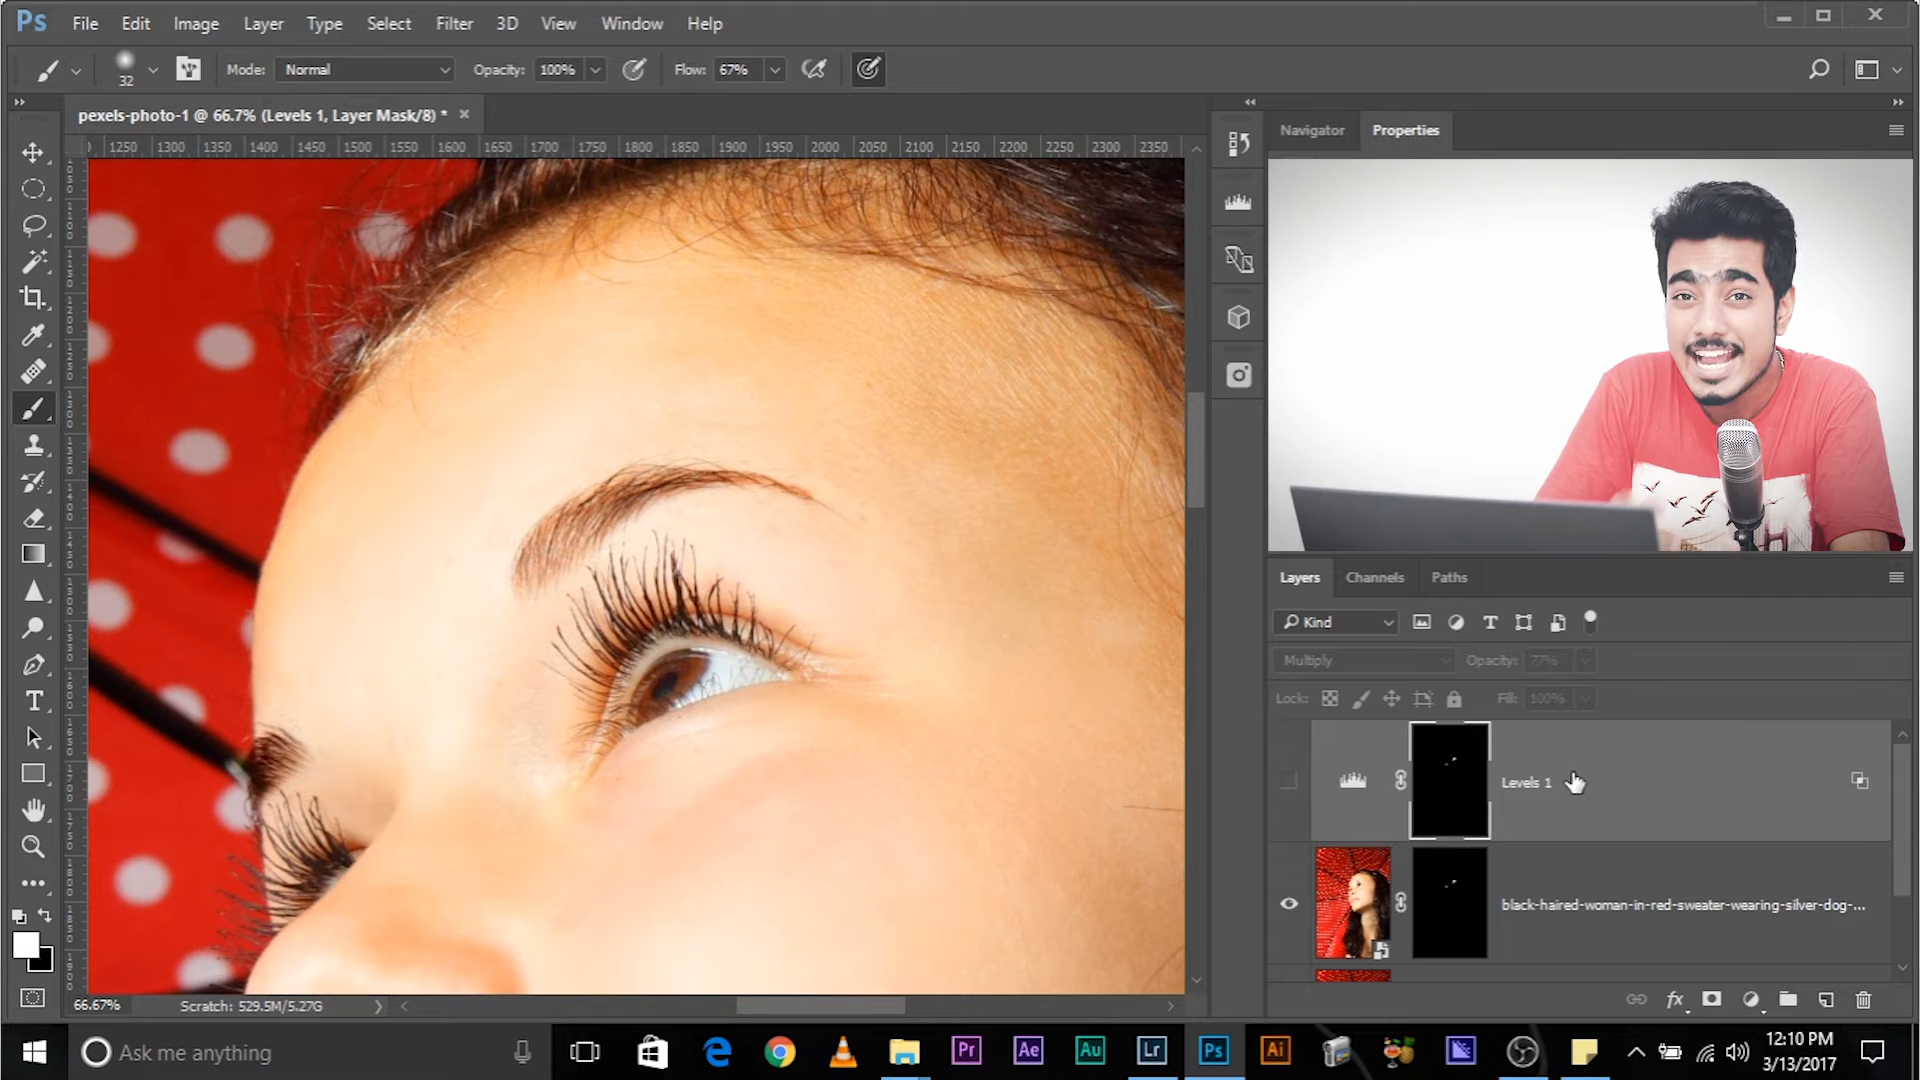 Ps File Edit Image Layer Type Select Filter 3D View Window Help
32 Mode: Normal Opacity: 100% Flow: 67%
pexels-photo-1 @ 66.7% (Levels 1, Layer Mask/8) *
1250 1300 1350 1400 1450 1500 1550 1600 1650 1700 1750 1800 1850 1900 1950 2000 2050 2100 2150 2200 2250 2300 2350
Navigator Properties
Layers Channels Paths
Kind
Multiply Opacity: 77%
Lock: Fill: 100%
Levels 1
black-haired-woman-in-red-sweater-wearing-silver-dog-...
fx
66.67% Scratch: 529.5M/5.27G
Ask me anything
Pr Ae Au Lr Ps Ai
12:10 PM
3/13/2017